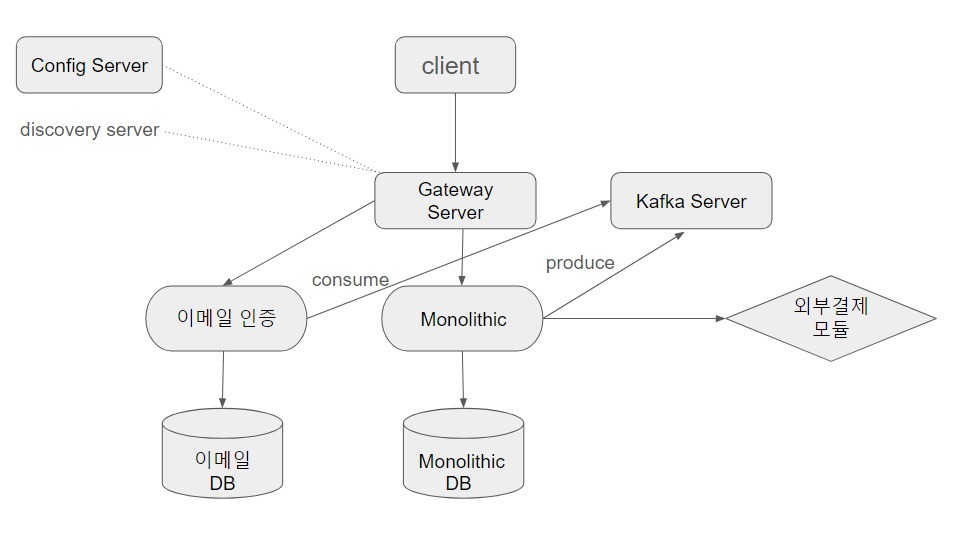 Config Server
client
discovery server
Gateway
Server
Kafka Server
consume
produce
이메일 인증
Monolithic
외부결제
모듈
이메일
DB
Monolithic
DB